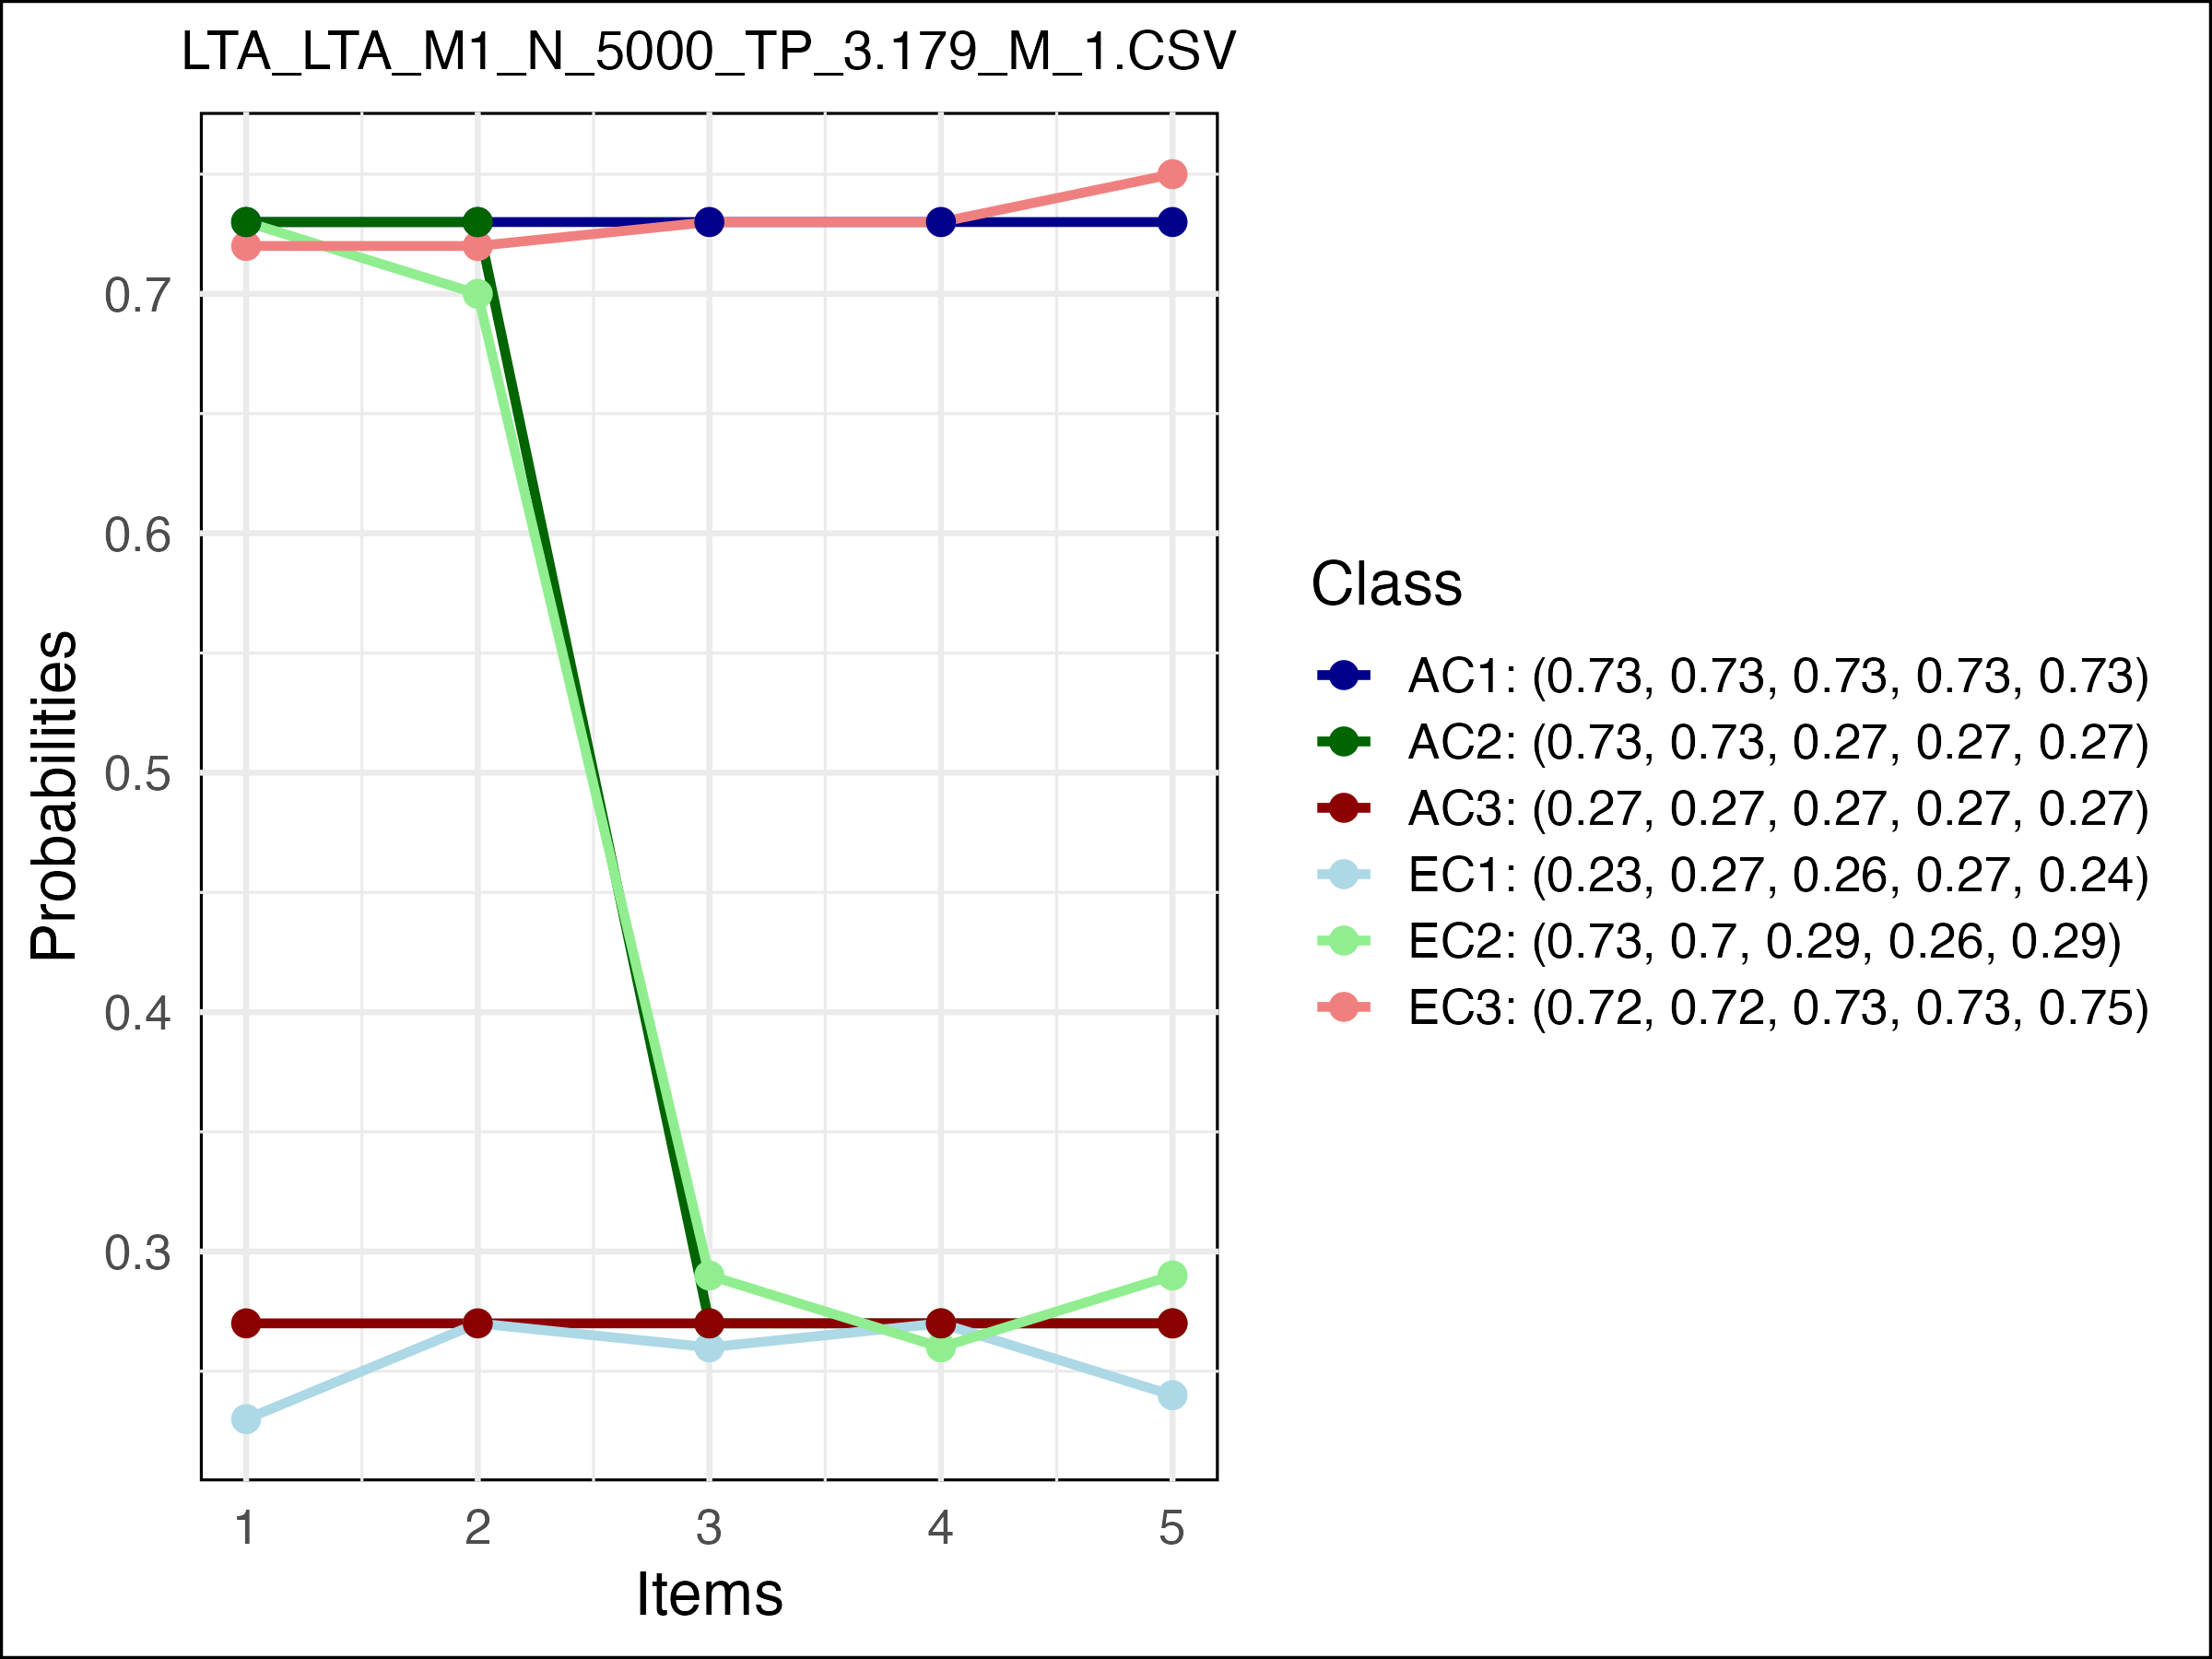 LTA_LTA_M1_N_5000_TP_3.179_M_1.CSV
0.7
0.6
0.5
0.4
0.3
Probabilities
1 2 3 4 5
Items
Class
AC1: (0.73, 0.73, 0.73, 0.73, 0.73)
AC2: (0.73, 0.73, 0.27, 0.27, 0.27)
AC3: (0.27, 0.27, 0.27, 0.27, 0.27)
EC1: (0.23, 0.27, 0.26, 0.27, 0.24)
EC2: (0.73, 0.7, 0.29, 0.26, 0.29)
EC3: (0.72, 0.72, 0.73, 0.73, 0.75)